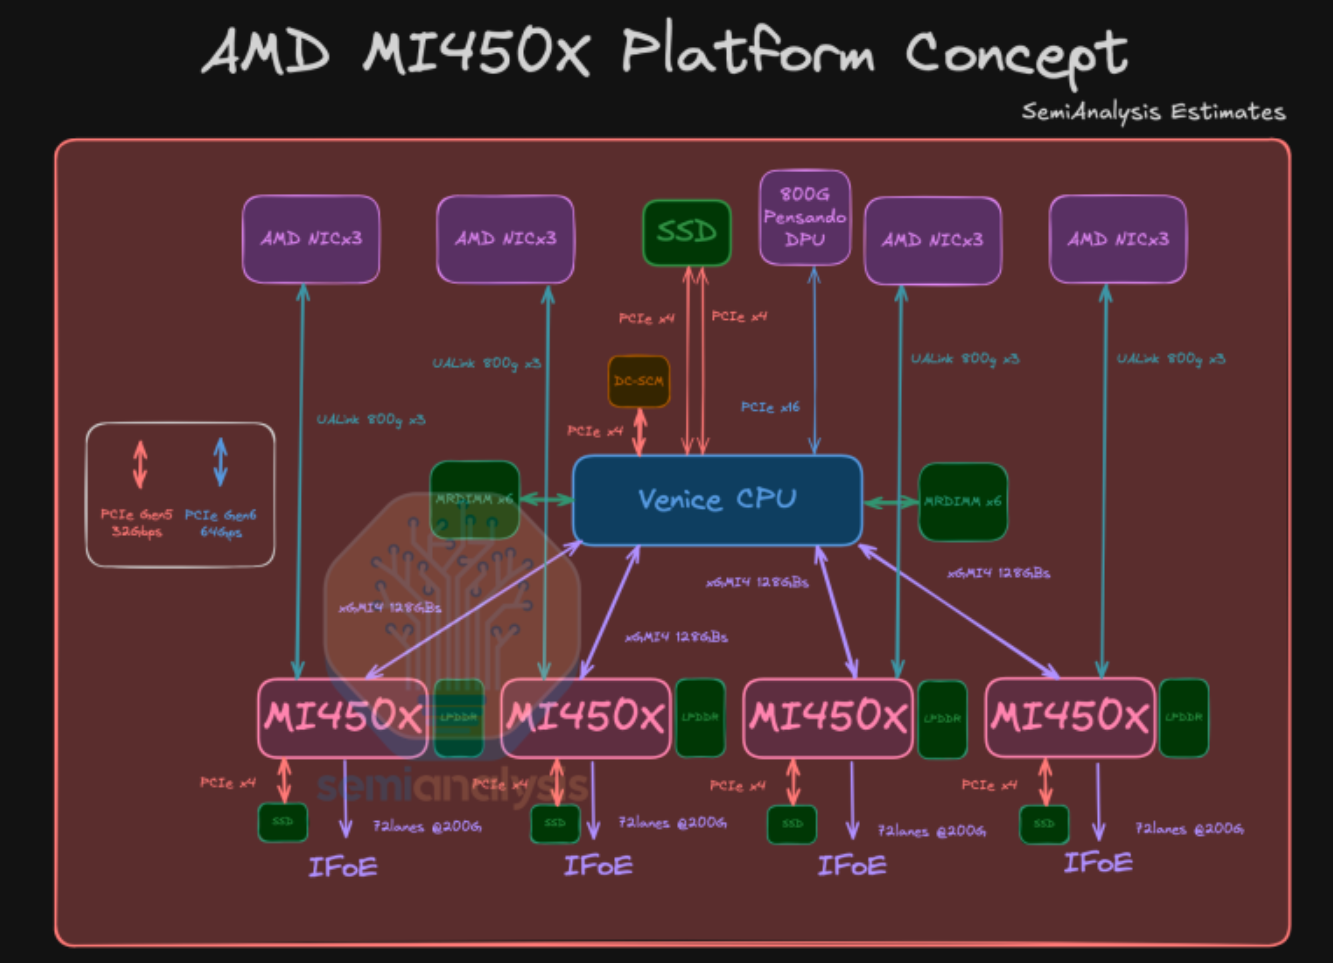 AMD MI450X Platform Concept
SemiAnalysis Estimates
AMD NICx3
AMD NICx3
SSD
800G
Pensando
DPU
AMD NICx3
AMD NICx3
PCIe x4
PCIe x4
UALink 800g x3
DC-SCM
UALink 800g x3
UALink 800g x3
PCIe x16
UALink 800g x3
PCIe x4
PCIe Gen5
32Gbps
PCIe Gen6
64Gps
MRDIMM x6
Venice CPU
MRDIMM x6
xGMI4 128GBs
xGMI4 128GBs
xGMI4 128GBs
xGMI4 128GBs
MI450X
LPDDR
MI450X
LPDDR
MI450X
LPDDR
MI450X
LPDDR
semianalysis
PCIe x4
PCIe x4
PCIe x4
PCIe x4
SSD
72lanes @200G
SSD
72lanes @200G
SSD
72lanes @200G
SSD
72lanes @200G
IFoE
IFoE
IFoE
IFoE